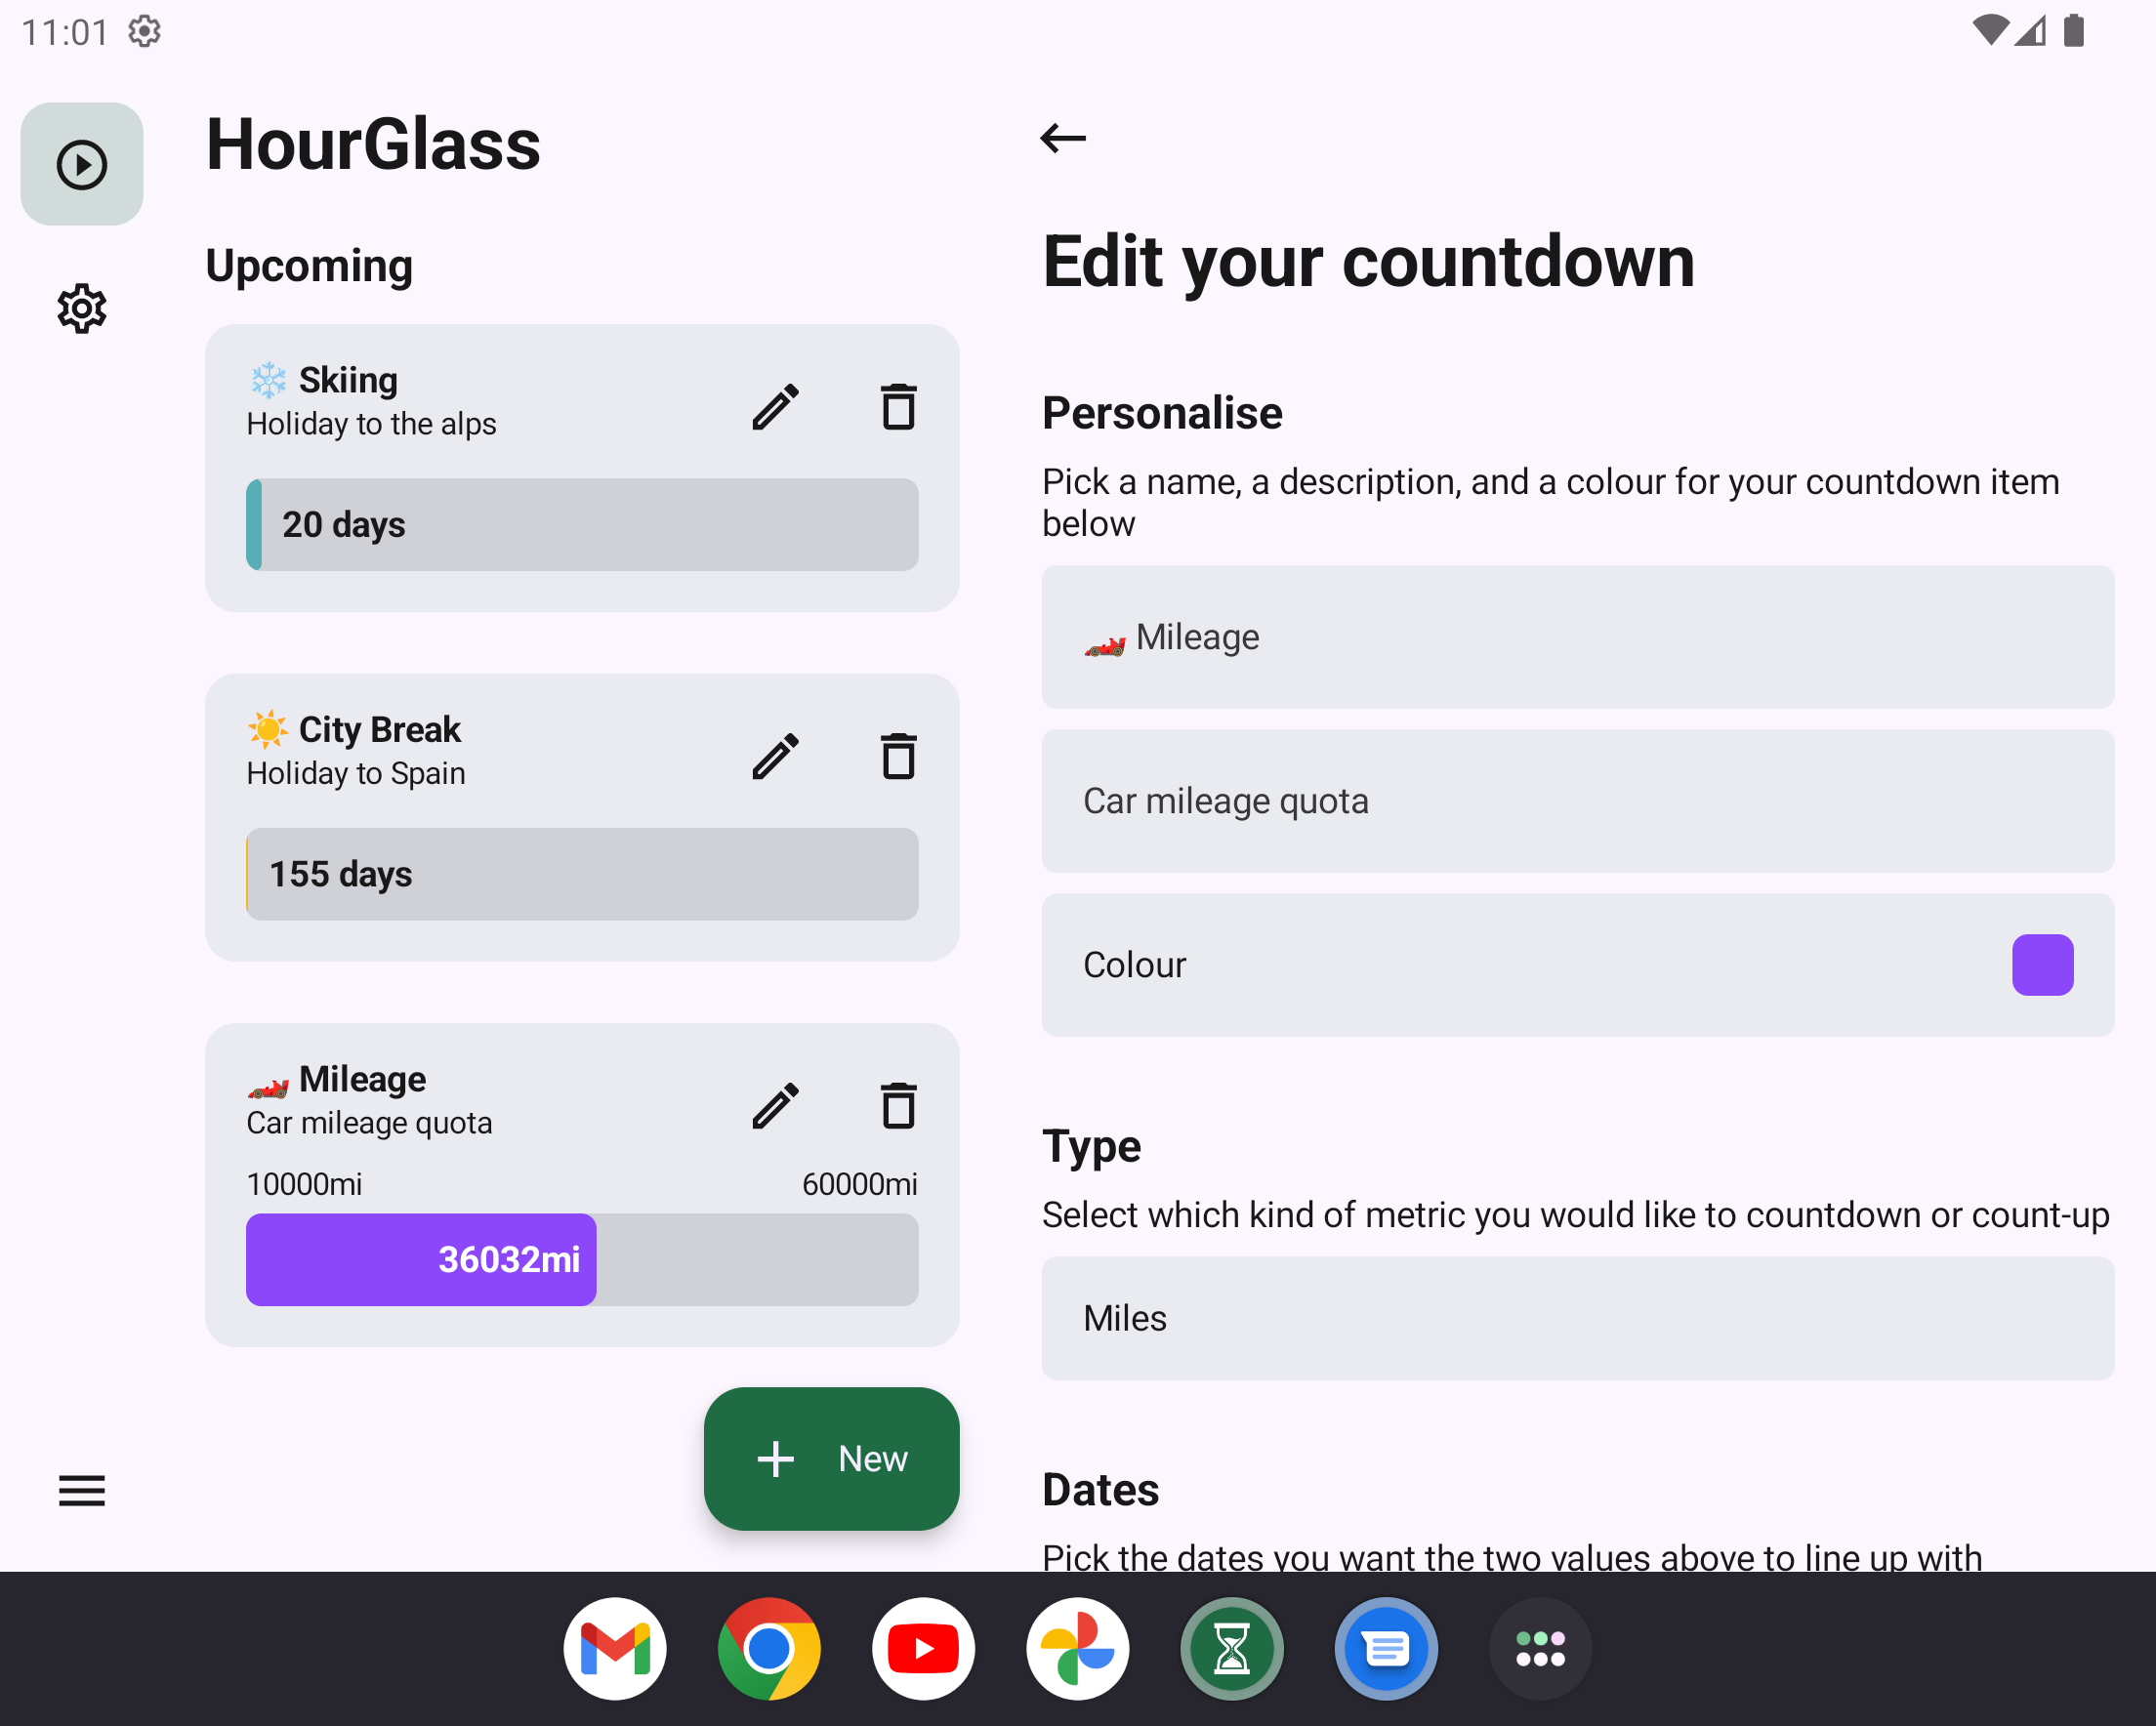 11:01
HourGlass
Upcoming
❄️ Skiing
Holiday to the alps
20 days
☀️ City Break
Holiday to Spain
155 days
🏎️ Mileage
Car mileage quota
10000mi 60000mi
36032mi
New
Edit your countdown
Personalise
Pick a name, a description, and a colour for your countdown item
below
🏎️ Mileage
Car mileage quota
Colour
Type
Select which kind of metric you would like to countdown or count-up
Miles
Dates
Pick the dates you want the two values above to line up with